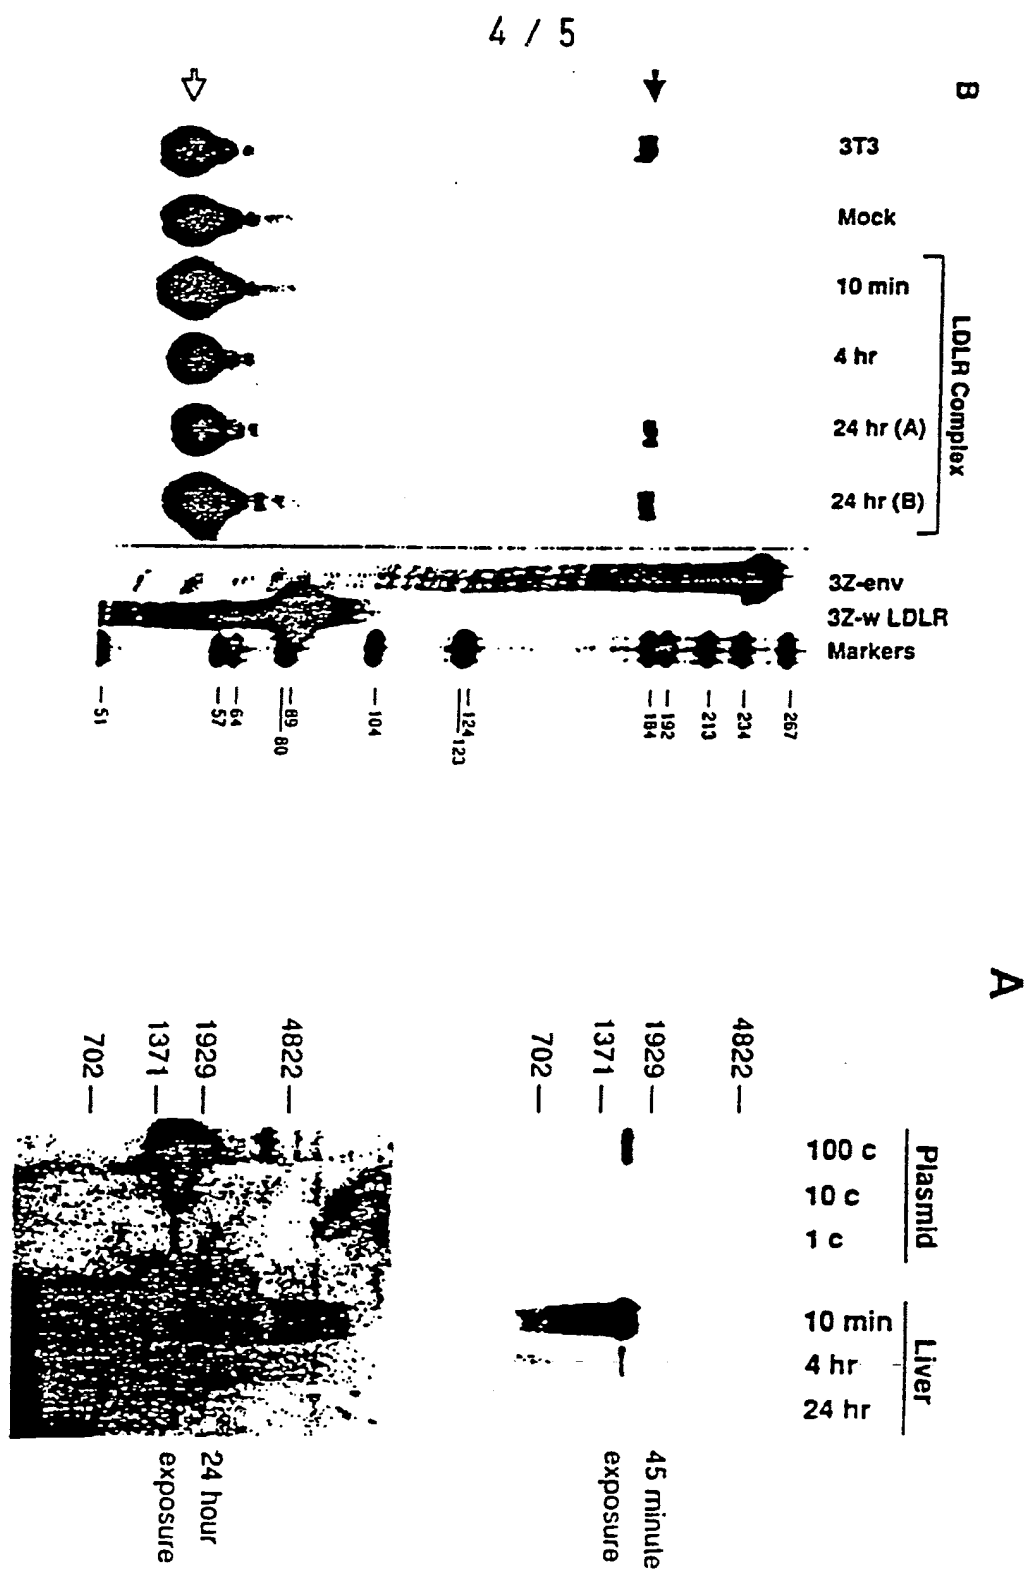 4 / 5
A
Plasmid
Liver
100 c
10 c
1 c
10 min
4 hr
24 hr
4822
1929
1371
702
45 minute
exposure
4822
1929
1371
702
24 hour
exposure
B
LDLR Complex
3T3
Mock
10 min
4 hr
24 hr (A)
24 hr (B)
3Z-env
3Z-w LDLR
Markers
267
234
213
192
184
124
123
104
89
80
64
57
51